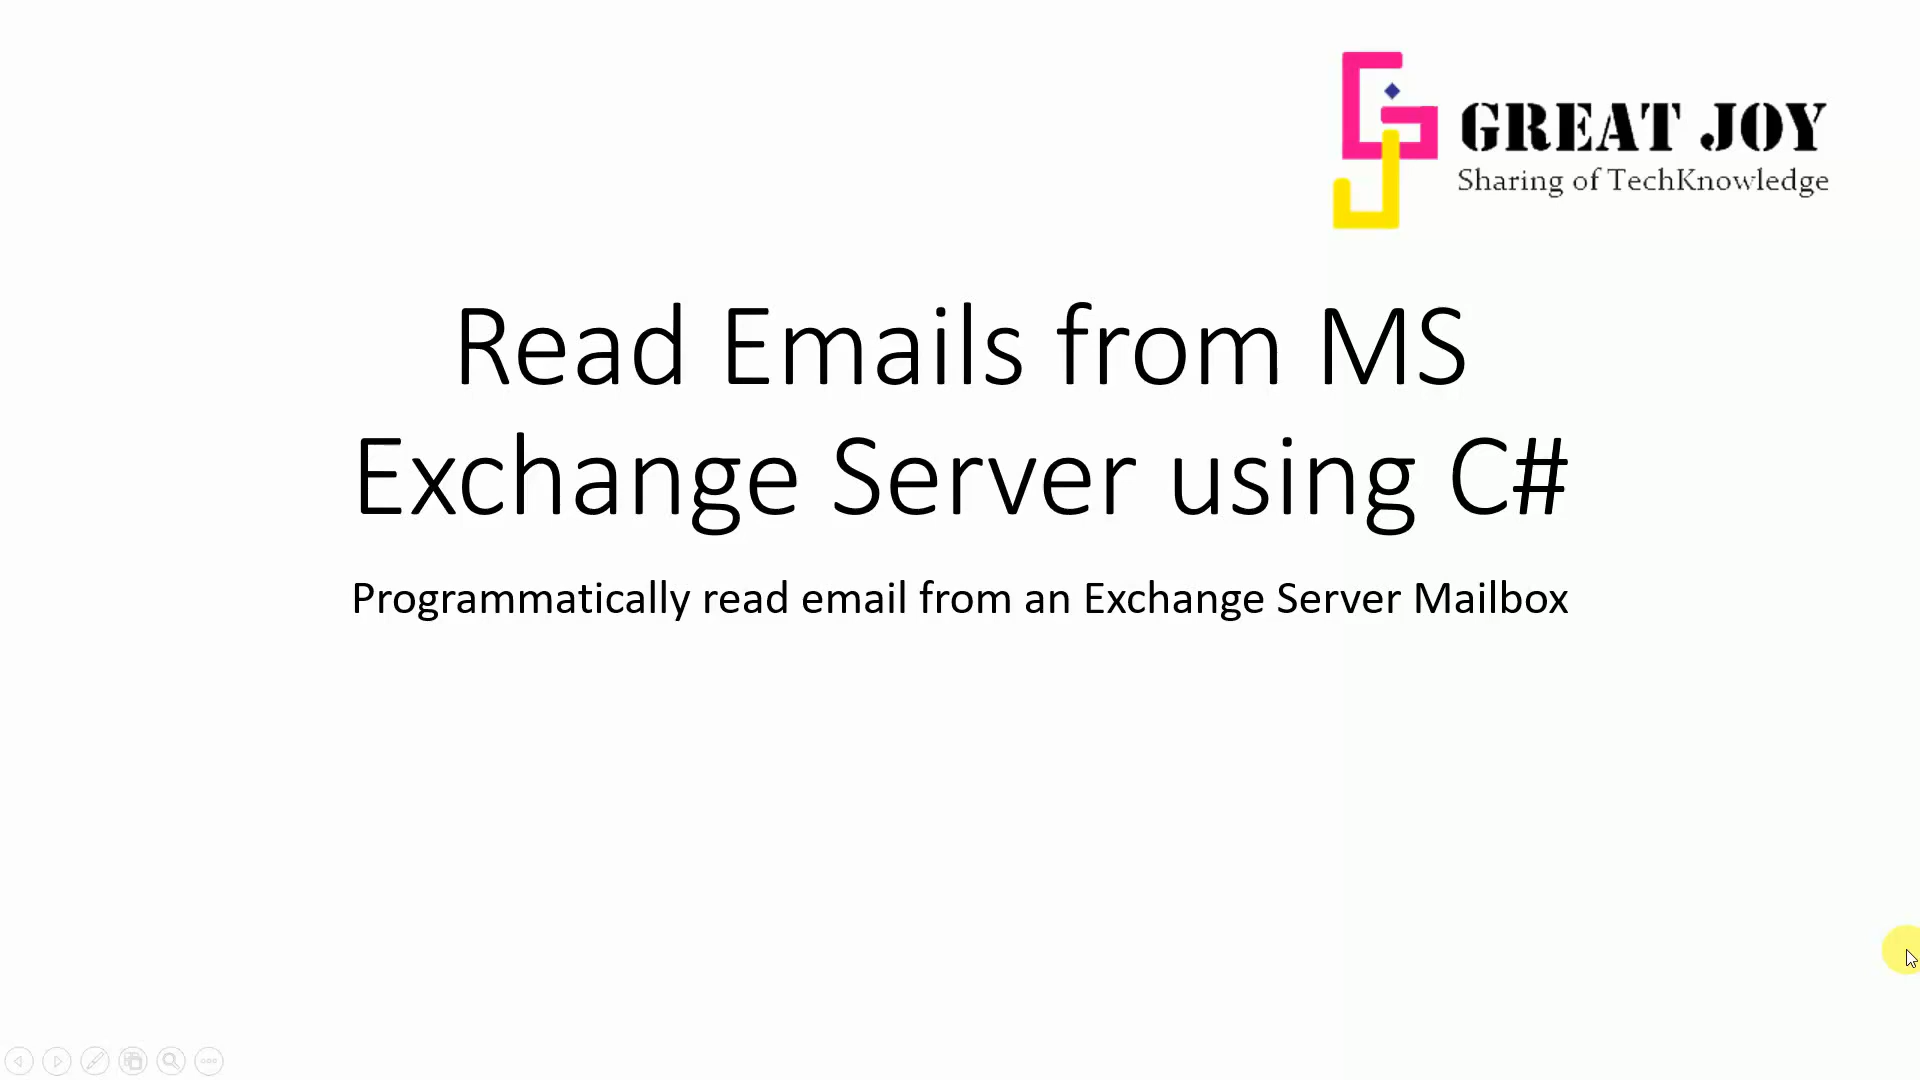 GREAT JOY
Sharing of TechKnowledge
Read Emails from MS
Exchange Server using C#
Programmatically read email from an Exchange Server Mailbox